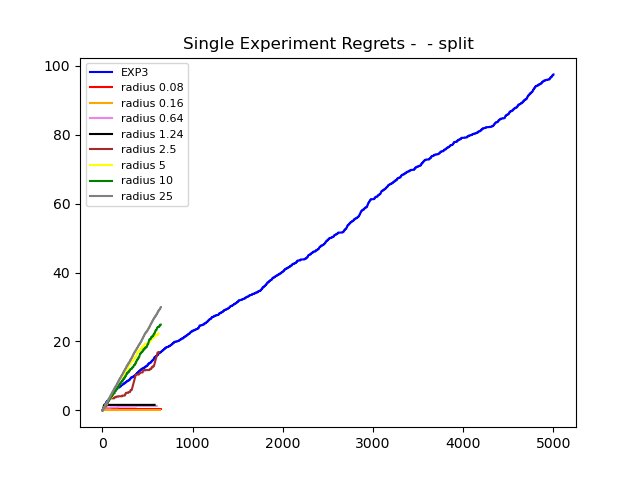 Single Experiment Regrets -  - split
100
80
60
40
20
0
EXP3
radius 0.08
radius 0.16
radius 0.64
radius 1.24
radius 2.5
radius 5
radius 10
radius 25
0 1000 2000 3000 4000 5000